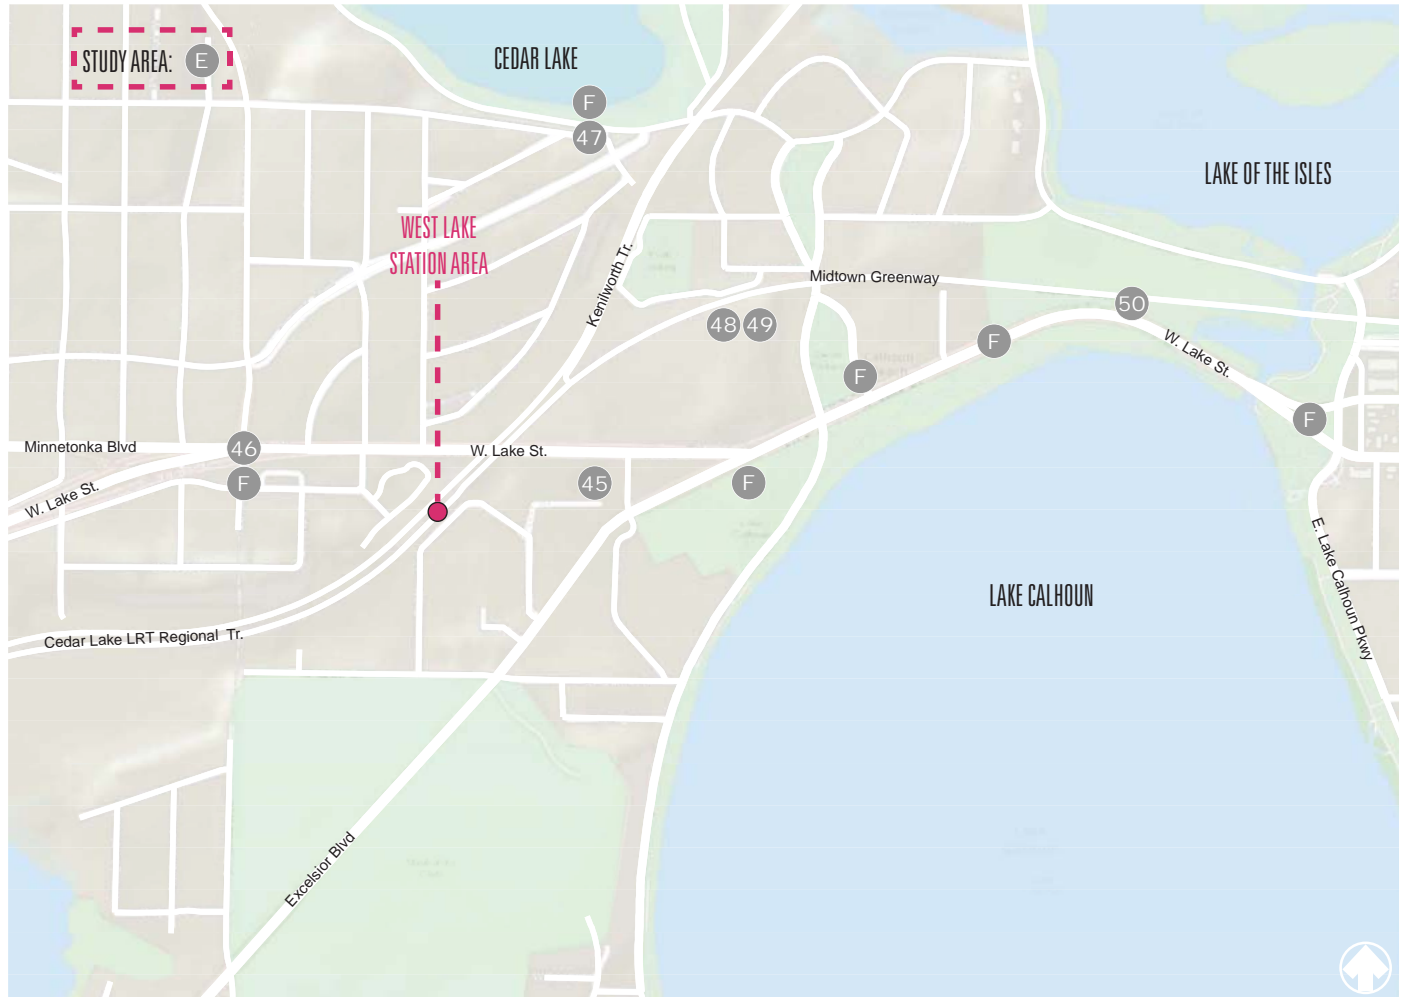 STUDY AREA: E
CEDAR LAKE
F
47
LAKE OF THE ISLES
WEST LAKE
STATION AREA
Kenilworth Tr.
Midtown Greenway
48 49
50
F
W. Lake St.
F
F
Minnetonka Blvd
46
W. Lake St.
W. Lake St.
F
45
F
E. Lake Calhoun Pkwy
LAKE CALHOUN
Cedar Lake LRT Regional Tr.
Excelsior Blvd